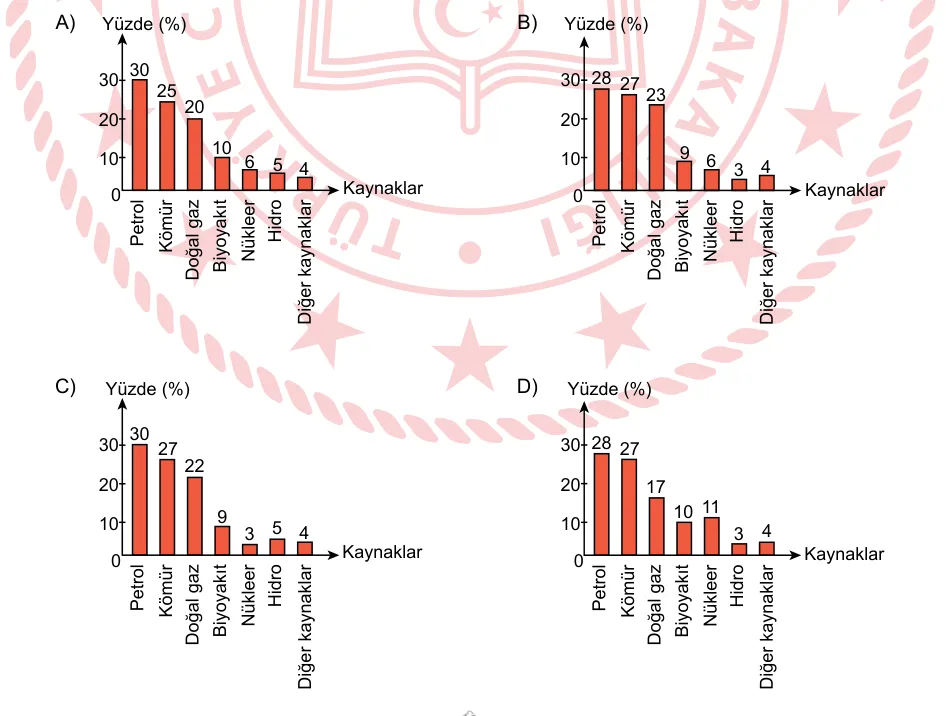 A) Yüzde (%)
30
20
10
0
30 25 20 10 6 5 4
Kaynaklar
Petrol
Kömür
Doğal gaz
Biyoyakıt
Nükleer
Hidro
Diğer kaynaklar
B) Yüzde (%)
30
20
10
0
28 27 23 9 6 3 4
Kaynaklar
Petrol
Kömür
Doğal gaz
Biyoyakıt
Nükleer
Hidro
Diğer kaynaklar
TÜRKİYE C
BAKANLIĞI
C) Yüzde (%)
30
20
10
0
30 27 22 9 3 5 4
Kaynaklar
Petrol
Kömür
Doğal gaz
Biyoyakıt
Nükleer
Hidro
Diğer kaynaklar
D) Yüzde (%)
30
20
10
0
28 27 17 10 11 3 4
Kaynaklar
Petrol
Kömür
Doğal gaz
Biyoyakıt
Nükleer
Hidro
Diğer kaynaklar